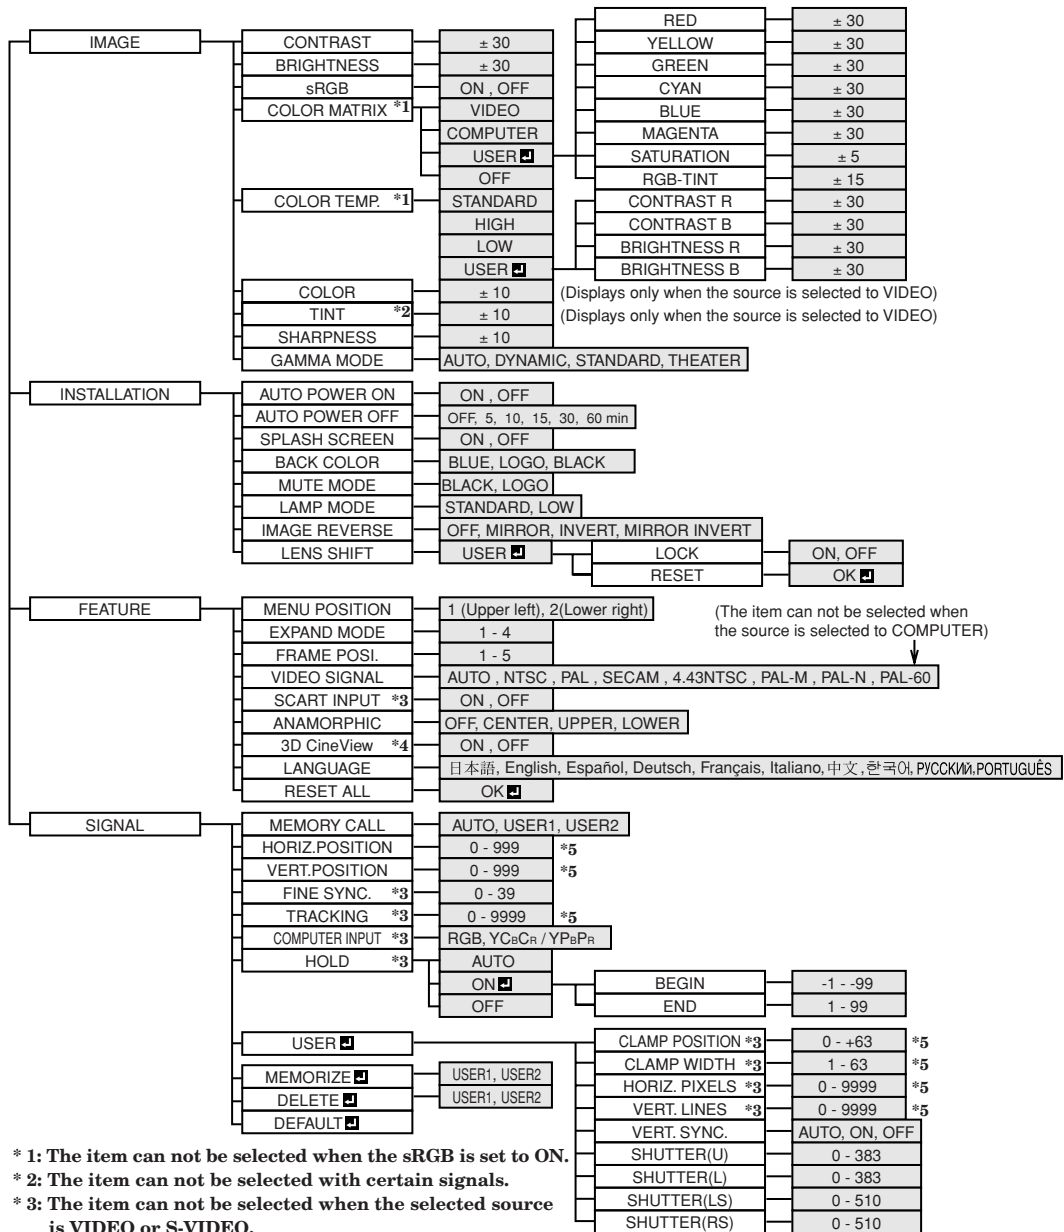 RED ± 30
IMAGE CONTRAST ± 30 YELLOW ± 30
BRIGHTNESS ± 30 GREEN ± 30
sRGB ON , OFF CYAN ± 30
COLOR MATRIX *1 VIDEO BLUE ± 30
COMPUTER MAGENTA ± 30
USER SATURATION ± 5
OFF RGB-TINT ± 15
COLOR TEMP. *1 STANDARD CONTRAST R ± 30
HIGH CONTRAST B ± 30
LOW BRIGHTNESS R ± 30
USER BRIGHTNESS B ± 30
COLOR ± 10 (Displays only when the source is selected to VIDEO)
TINT *2 ± 10 (Displays only when the source is selected to VIDEO)
SHARPNESS ± 10
GAMMA MODE AUTO, DYNAMIC, STANDARD, THEATER
INSTALLATION AUTO POWER ON ON , OFF
AUTO POWER OFF OFF, 5, 10, 15, 30, 60 min
SPLASH SCREEN ON , OFF
BACK COLOR BLUE, LOGO, BLACK
MUTE MODE BLACK, LOGO
LAMP MODE STANDARD, LOW
IMAGE REVERSE OFF, MIRROR, INVERT, MIRROR INVERT
LENS SHIFT USER LOCK ON, OFF
RESET OK
FEATURE MENU POSITION 1 (Upper left), 2(Lower right) (The item can not be selected when
EXPAND MODE 1 - 4 the source is selected to COMPUTER)
FRAME POSI. 1 - 5
VIDEO SIGNAL AUTO , NTSC , PAL , SECAM , 4.43NTSC , PAL-M , PAL-N , PAL-60
SCART INPUT *3 ON , OFF
ANAMORPHIC OFF, CENTER, UPPER, LOWER
3D CineView *4 ON , OFF
LANGUAGE 日本語, English, Español, Deutsch, Français, Italiano, 中文, 한국어, РУССКИЙ, PORTUGUÊS
RESET ALL OK
SIGNAL MEMORY CALL AUTO, USER1, USER2
HORIZ.POSITION 0 - 999 *5
VERT.POSITION 0 - 999 *5
FINE SYNC. *3 0 - 39
TRACKING *3 0 - 9999 *5
COMPUTER INPUT *3 RGB, YCBCR / YPBPR
HOLD *3 AUTO
ON BEGIN -1 - -99
OFF END 1 - 99
USER CLAMP POSITION *3 0 - +63 *5
CLAMP WIDTH *3 1 - 63 *5
MEMORIZE USER1, USER2 HORIZ. PIXELS *3 0 - 9999 *5
DELETE USER1, USER2 VERT. LINES *3 0 - 9999 *5
DEFAULT VERT. SYNC. AUTO, ON, OFF
SHUTTER(U) 0 - 383
SHUTTER(L) 0 - 383
SHUTTER(LS) 0 - 510
SHUTTER(RS) 0 - 510
* 1: The item can not be selected when the sRGB is set to ON.
* 2: The item can not be selected with certain signals.
* 3: The item can not be selected when the selected source
is VIDEO or S-VIDEO.